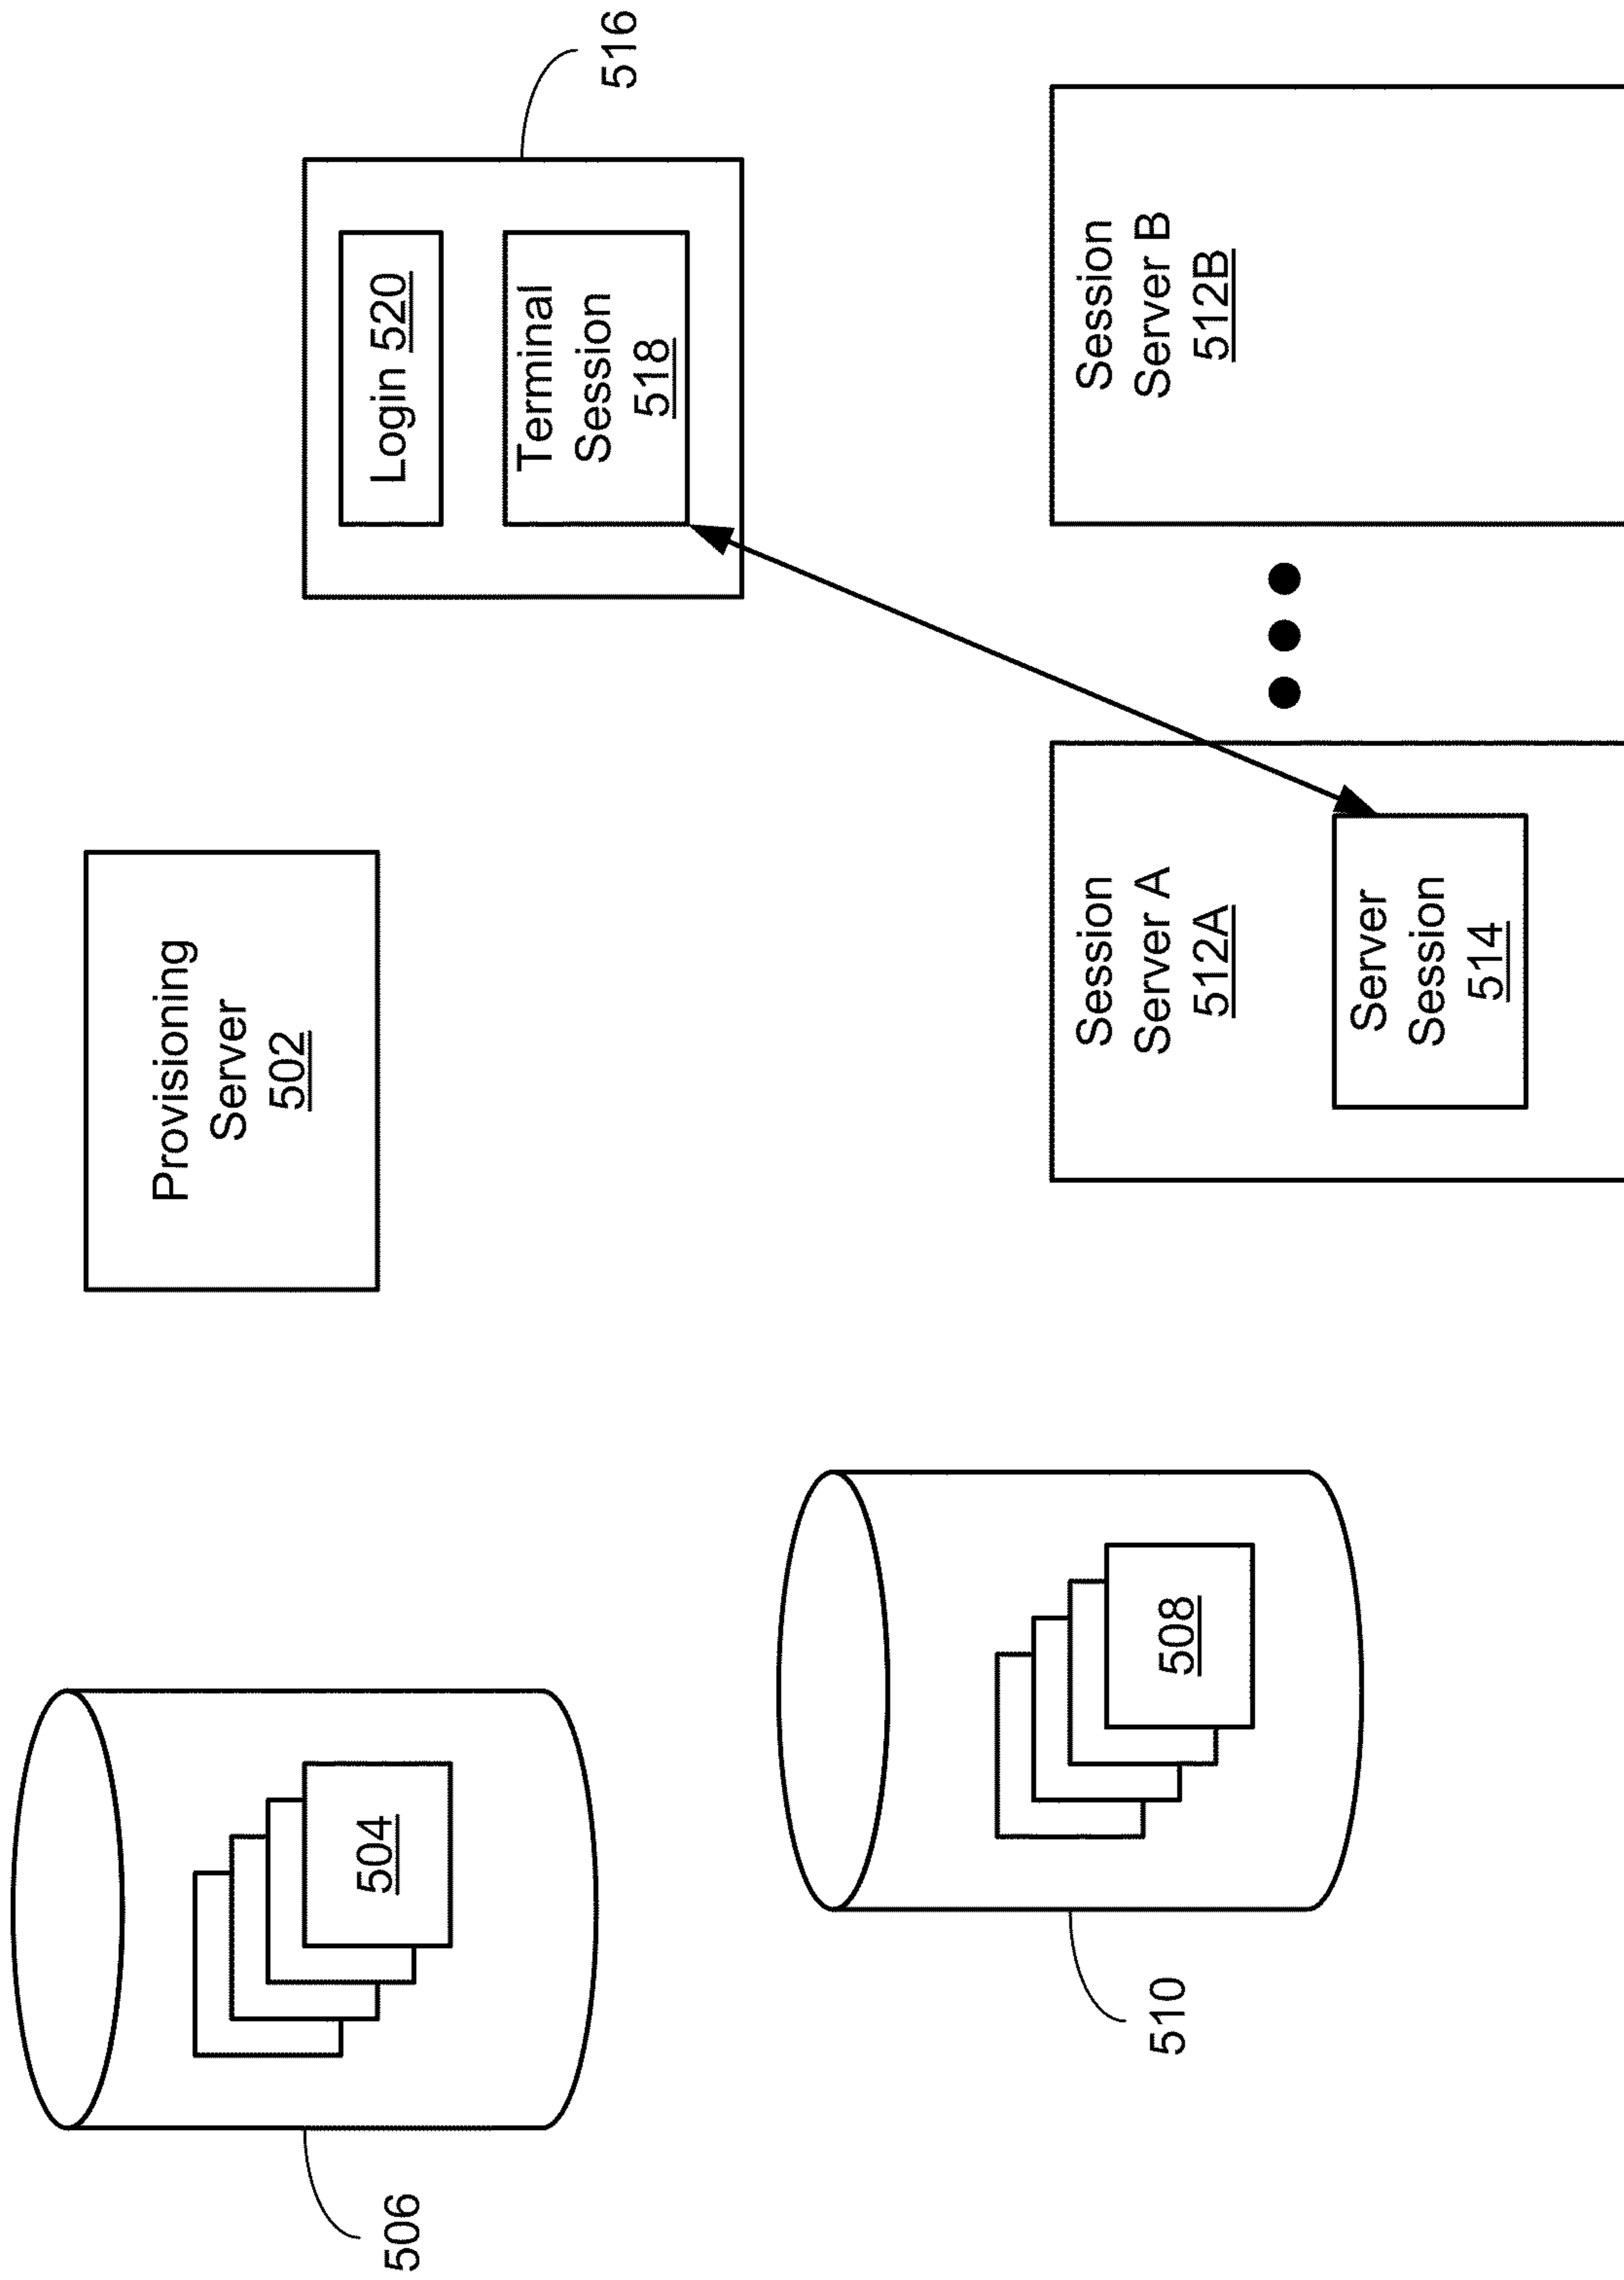 506
504
510
508
Provisioning
Server
502
Session
Server A
512A
Server
Session
514
516
Login 520
Terminal
Session
518
Session
Server B
512B